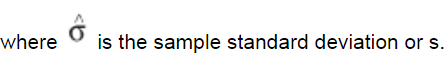 where σ̂ is the sample standard deviation or s.